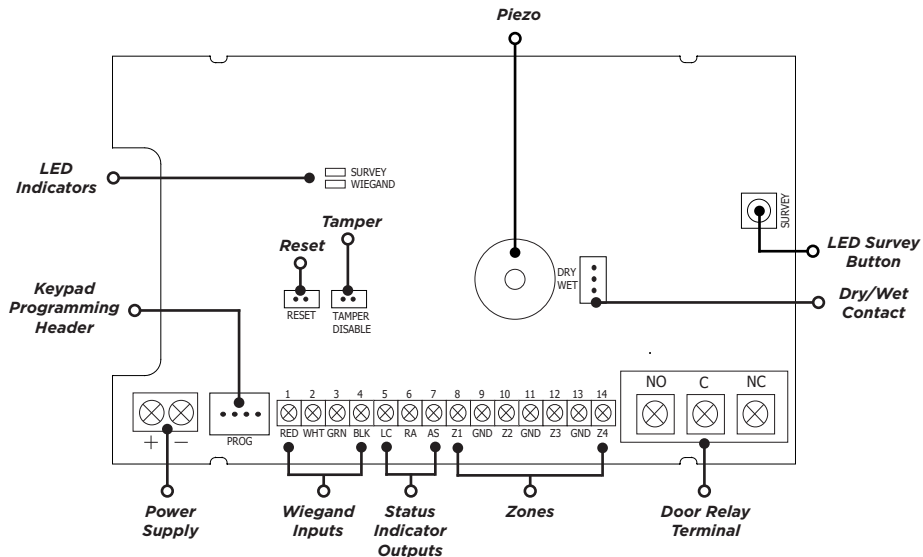 Piezo
LED
Indicators
SURVEY
WIEGAND
Tamper
Reset
SURVEY
LED Survey
Button
DRY
WET
Dry/Wet
Contact
Keypad
Programming
Header
RESET
TAMPER
DISABLE
NO C NC
1 2 3 4 5 6 7 8 9 10 11 12 13 14
+ −
PROG
RED WHT GRN BLK LC RA AS Z1 GND Z2 GND Z3 GND Z4
Power
Supply
Wiegand
Inputs
Status
Indicator
Outputs
Zones
Door Relay
Terminal